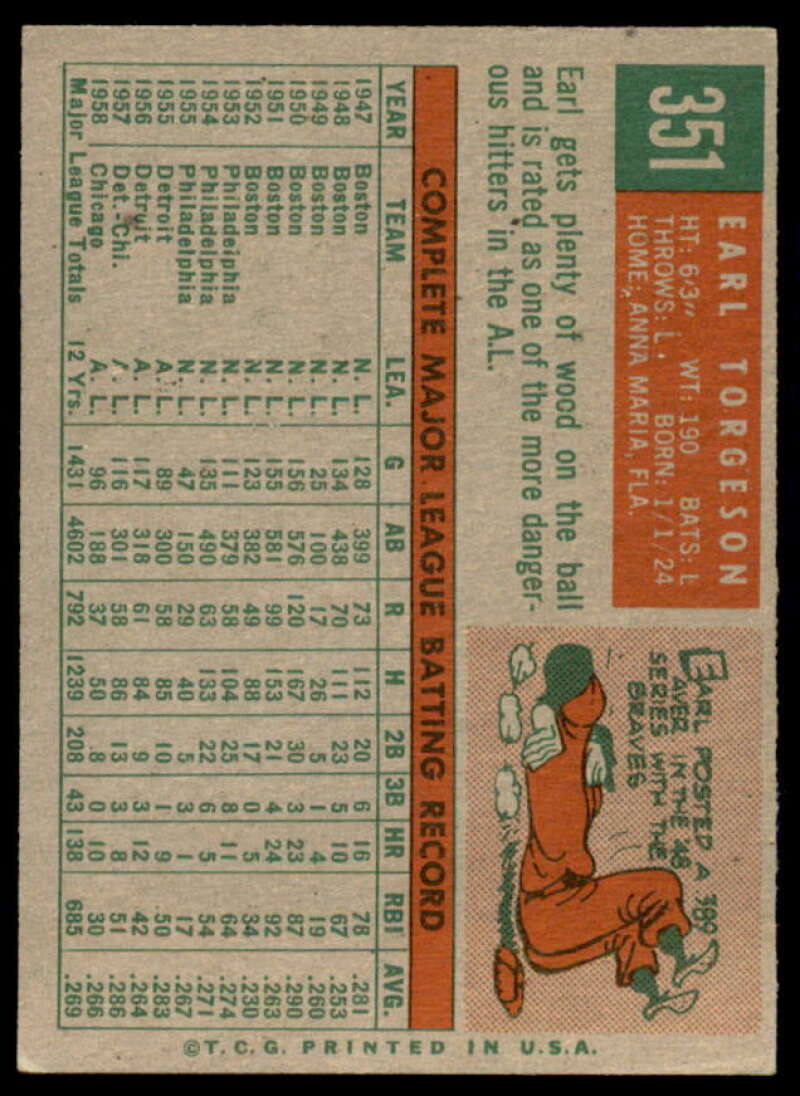 351
EARL TORGESON
HT: 6'3" WT: 190 BATS: L
THROWS: L. BORN: 1/1/24
HOME: ANNA MARIA, FLA.
Earl gets plenty of wood on the ball
and is rated as one of the more danger-
ous hitters in the A.L.
EARL POSTED A .389
AVER IN THE '48
SERIES WITH THE
BRAVES
COMPLETE MAJOR LEAGUE BATTING RECORD
YEAR TEAM LEA. G AB R H 2B 3B HR RBI AVG.
1947 Boston N. L. 128 399 73 112 20 6 16 78 .281
1948 Boston N. L. 134 438 70 111 23 5 10 67 .253
1949 Boston N. L. 25 100 17 26 5 1 4 19 .260
1950 Boston N. L. 156 576 120 167 30 3 23 87 .290
1951 Boston N. L. 155 581 99 153 21 4 24 92 .263
1952 Boston N. L. 123 382 49 88 17 0 5 34 .230
1953 Philadelphia N. L. 111 379 58 104 25 8 11 64 .274
1954 Philadelphia N. L. 135 490 63 133 22 6 5 54 .271
1955 Philadelphia N. L. 47 150 29 40 5 3 1 17 .267
1955 Detroit A. L. 89 300 58 85 10 1 9 50 .283
1956 Detroit A. L. 117 318 61 84 9 3 12 42 .264
1957 Det.-Chi. A. L. 116 301 58 86 13 3 8 51 .286
1958 Chicago A. L. 96 188 37 50 8 0 10 30 .266
Major League Totals 12 Yrs. 1431 4602 792 1239 208 43 138 685 .269
©T.C.G. PRINTED IN U.S.A.